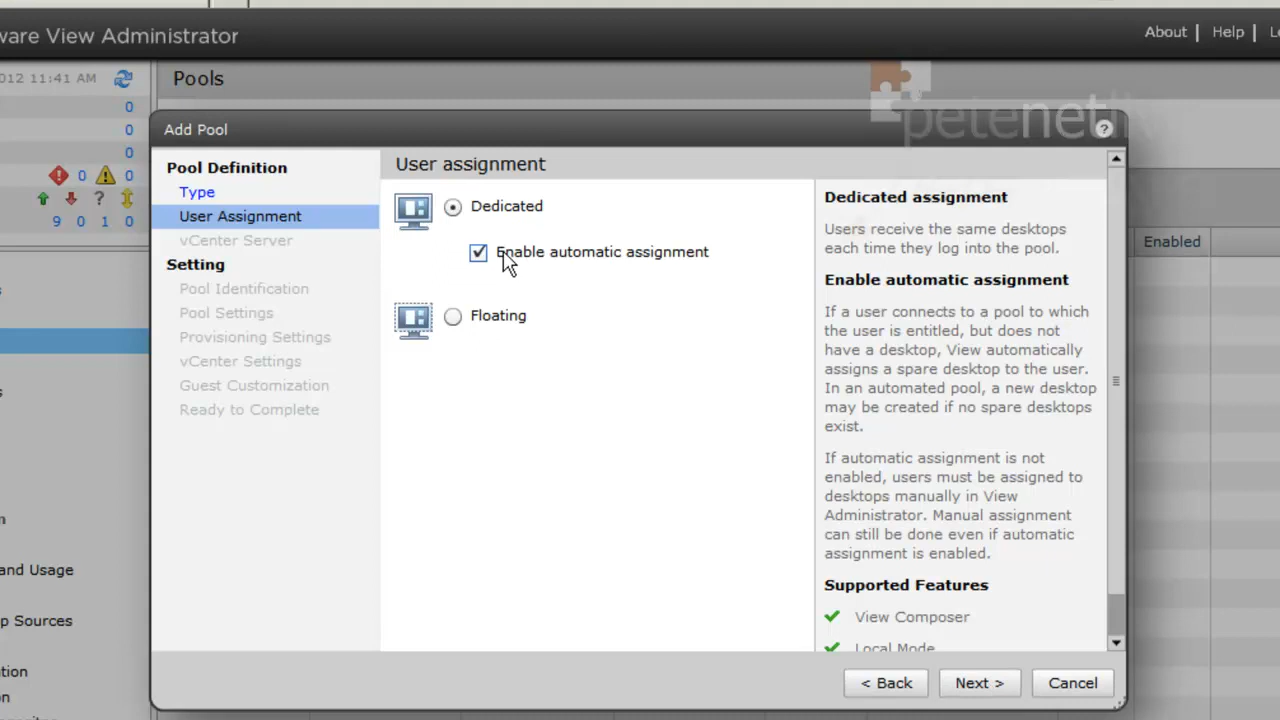 ware View Administrator
About
Help
012 11:41 AM
Pools
petenetli
0
0
0
0 0
?
9 0 1 0
Add Pool
?
Pool Definition
Type
User Assignment
vCenter Server
Setting
Pool Identification
Pool Settings
Provisioning Settings
vCenter Settings
Guest Customization
Ready to Complete
User assignment
Dedicated
Enable automatic assignment
Floating
Dedicated assignment
Users receive the same desktops
each time they log into the pool.
Enable automatic assignment
If a user connects to a pool to which
the user is entitled, but does not
have a desktop, View automatically
assigns a spare desktop to the user.
In an automated pool, a new desktop
may be created if no spare desktops
exist.
If automatic assignment is not
enabled, users must be assigned to
desktops manually in View
Administrator. Manual assignment
can still be done even if automatic
assignment is enabled.
Supported Features
View Composer
Local Mode
Enabled
and Usage
p Sources
tion
n
< Back
Next >
Cancel